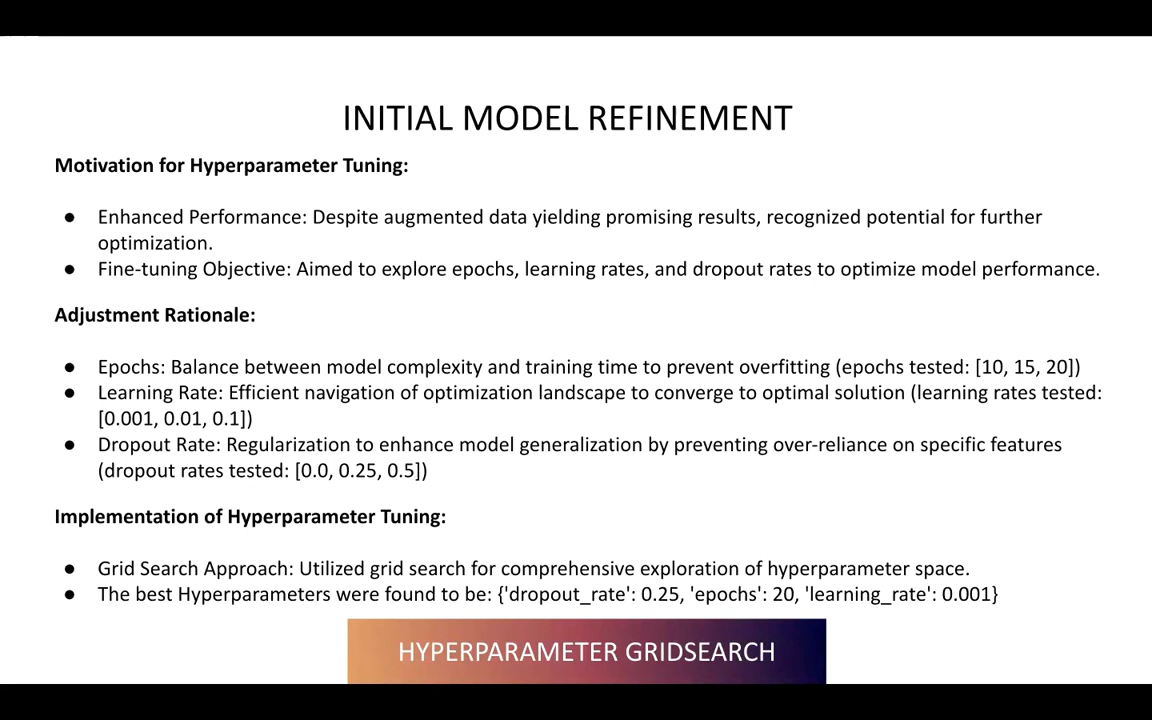 INITIAL MODEL REFINEMENT
Motivation for Hyperparameter Tuning:
● Enhanced Performance: Despite augmented data yielding promising results, recognized potential for further
optimization.
● Fine-tuning Objective: Aimed to explore epochs, learning rates, and dropout rates to optimize model performance.
Adjustment Rationale:
● Epochs: Balance between model complexity and training time to prevent overfitting (epochs tested: [10, 15, 20])
● Learning Rate: Efficient navigation of optimization landscape to converge to optimal solution (learning rates tested:
[0.001, 0.01, 0.1])
● Dropout Rate: Regularization to enhance model generalization by preventing over-reliance on specific features
(dropout rates tested: [0.0, 0.25, 0.5])
Implementation of Hyperparameter Tuning:
● Grid Search Approach: Utilized grid search for comprehensive exploration of hyperparameter space.
● The best Hyperparameters were found to be: {'dropout_rate': 0.25, 'epochs': 20, 'learning_rate': 0.001}
HYPERPARAMETER GRIDSEARCH